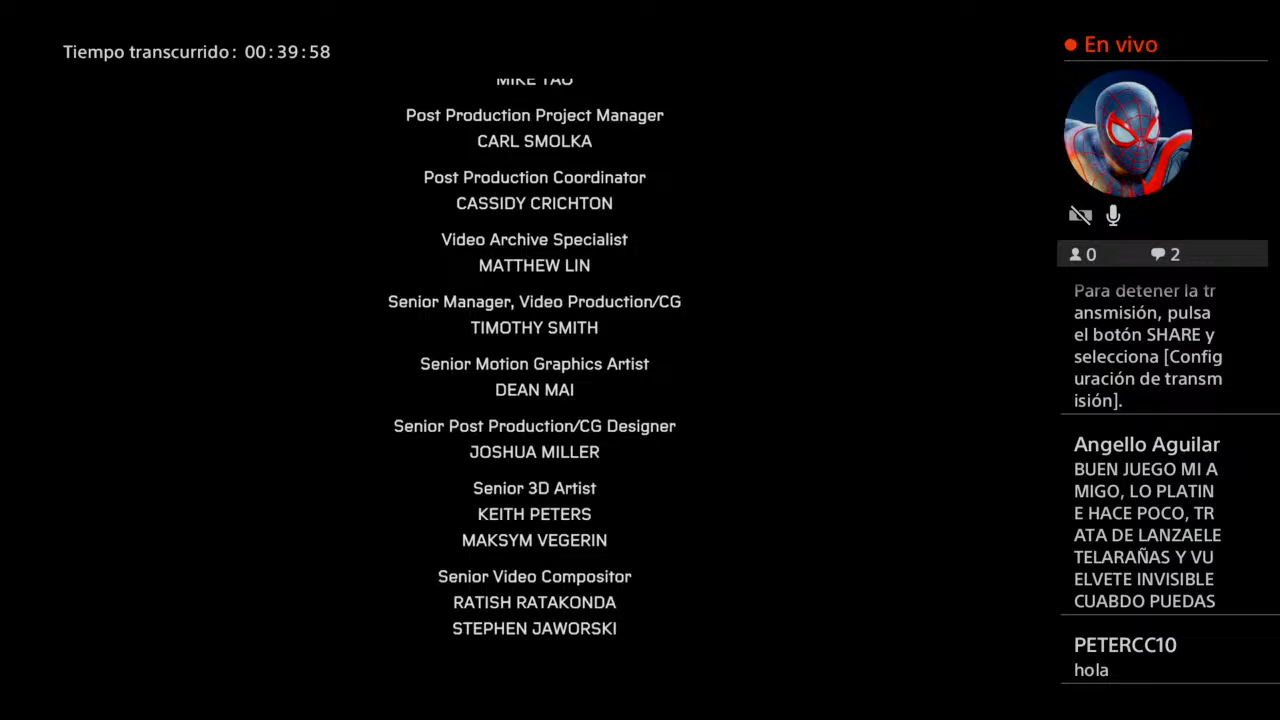 Tiempo transcurrido: 00:39:58
MIKE TAO
Post Production Project Manager
CARL SMOLKA
Post Production Coordinator
CASSIDY CRICHTON
Video Archive Specialist
MATTHEW LIN
Senior Manager, Video Production/CG
TIMOTHY SMITH
Senior Motion Graphics Artist
DEAN MAI
Senior Post Production/CG Designer
JOSHUA MILLER
Senior 3D Artist
KEITH PETERS
MAKSYM VEGERIN
Senior Video Compositor
RATISH RATAKONDA
STEPHEN JAWORSKI
En vivo
0 2
Para detener la tr
ansmisión, pulsa
el botón SHARE y
selecciona [Config
uración de transm
isión].
Angello Aguilar
BUEN JUEGO MI A
MIGO, LO PLATIN
E HACE POCO, TR
ATA DE LANZAELE
TELARAÑAS Y VU
ELVETE INVISIBLE
CUABDO PUEDAS
PETERCC10
hola